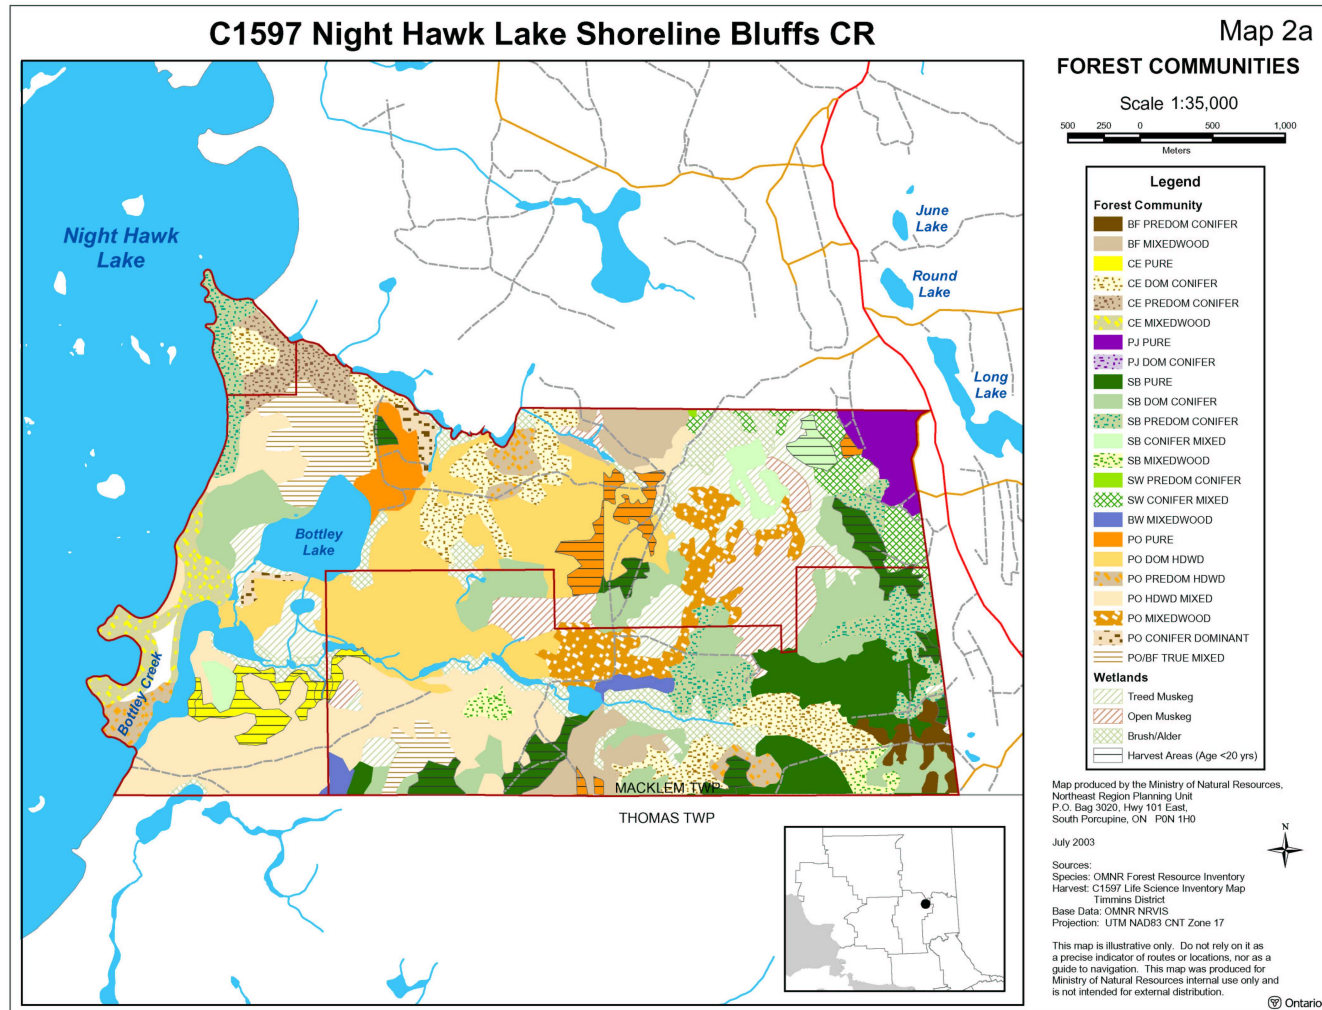 C1597 Night Hawk Lake Shoreline Bluffs CR
Map 2a
FOREST COMMUNITIES
Scale 1:35,000
500 250 0 500 1,000
Meters
Legend
Forest Community
BF PREDOM CONIFER
BF MIXEDWOOD
CE PURE
CE DOM CONIFER
CE PREDOM CONIFER
CE MIXEDWOOD
PJ PURE
PJ DOM CONIFER
SB PURE
SB DOM CONIFER
SB PREDOM CONIFER
SB CONIFER MIXED
SB MIXEDWOOD
SW PREDOM CONIFER
SW CONIFER MIXED
BW MIXEDWOOD
PO PURE
PO DOM HDWD
PO PREDOM HDWD
PO HDWD MIXED
PO MIXEDWOOD
PO CONIFER DOMINANT
PO/BF TRUE MIXED
Wetlands
Treed Muskeg
Open Muskeg
Brush/Alder
Harvest Areas (Age <20 yrs)
Night Hawk
Lake
June
Lake
Round
Lake
Long
Lake
Bottley
Lake
Bottley Creek
MACKLEM TWP
THOMAS TWP
Map produced by the Ministry of Natural Resources,
Northeast Region Planning Unit
P.O. Bag 3020, Hwy 101 East,
South Porcupine, ON P0N 1H0
July 2003
N
Sources:
Species: OMNR Forest Resource Inventory
Harvest: C1597 Life Science Inventory Map
Timmins District
Base Data: OMNR NRVIS
Projection: UTM NAD83 CNT Zone 17
This map is illustrative only. Do not rely on it as
a precise indicator of routes or locations, nor as a
guide to navigation. This map was produced for
Ministry of Natural Resources internal use only and
is not intended for external distribution.
Ontario